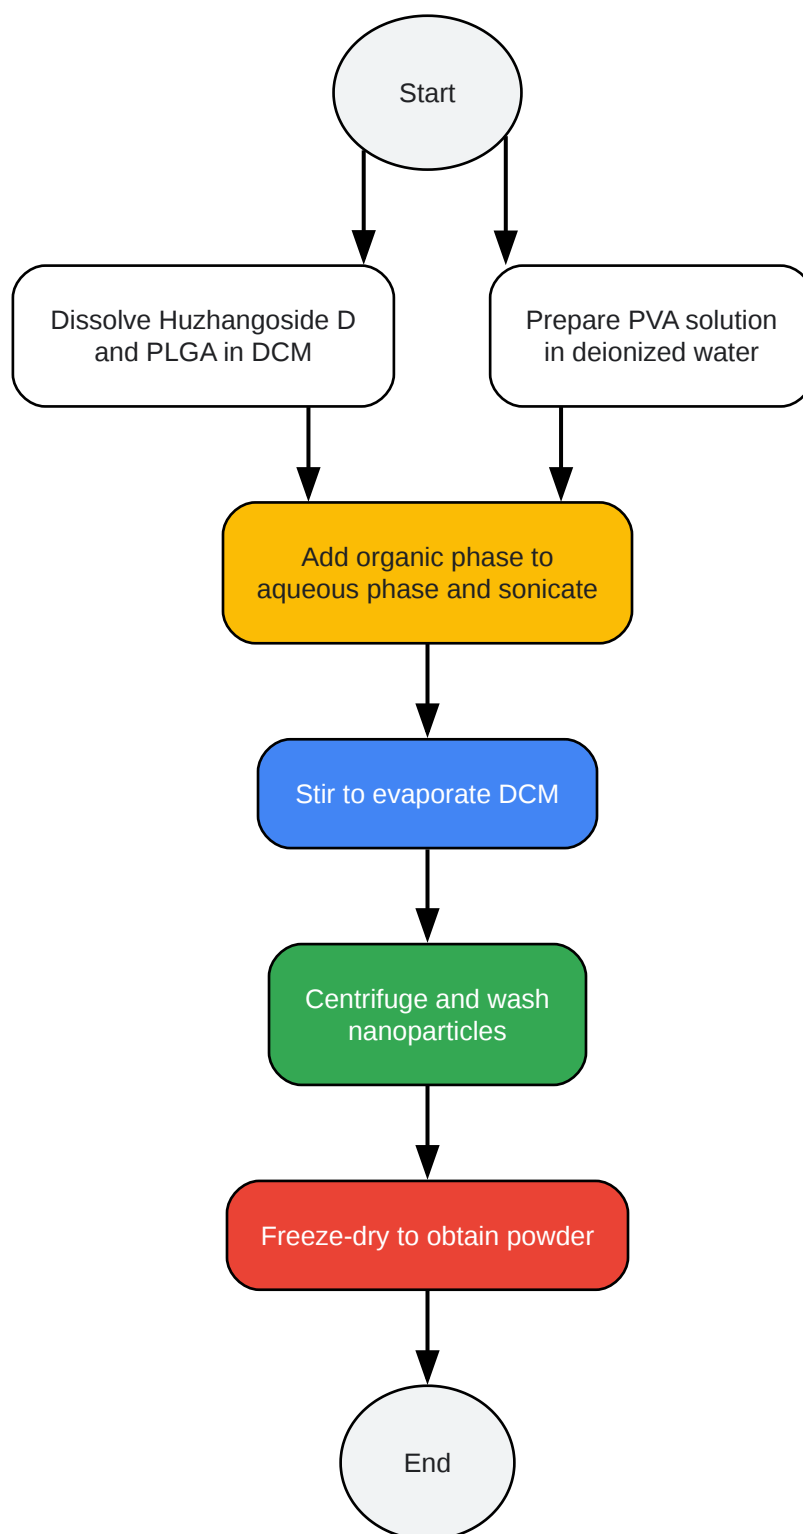 Start
Dissolve Huzhangoside D
and PLGA in DCM
Prepare PVA solution
in deionized water
Add organic phase to
aqueous phase and sonicate
Stir to evaporate DCM
Centrifuge and wash
nanoparticles
Freeze-dry to obtain powder
End